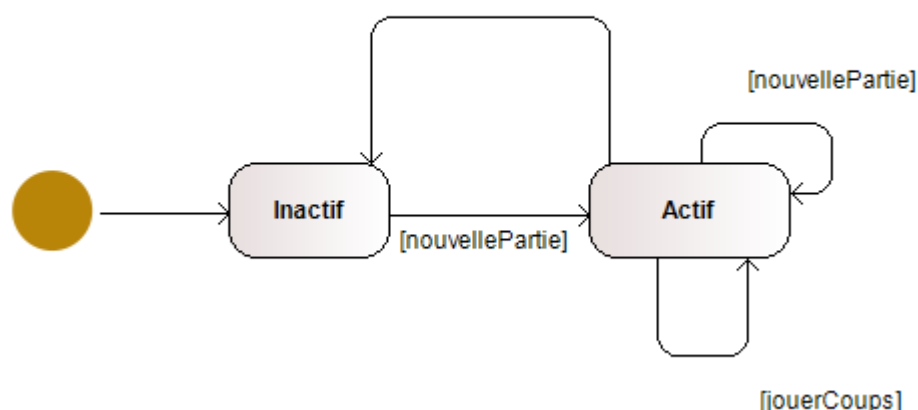 [nouvellePartie]
Inactif
Actif
[nouvellePartie]
[jouerCoups]